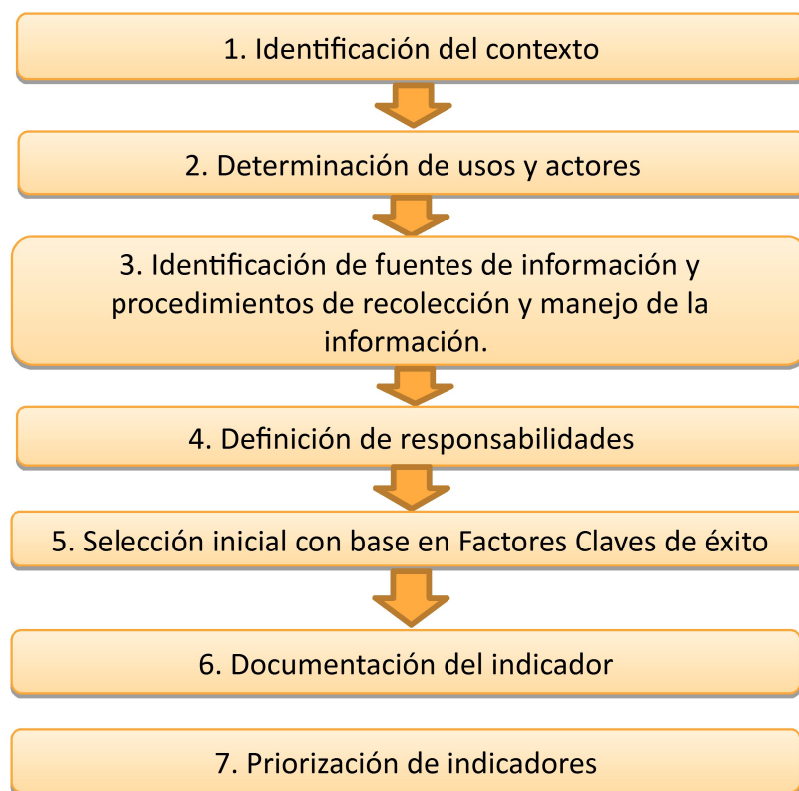 1. Identificación del contexto
2. Determinación de usos y actores
3. Identificación de fuentes de información y
procedimientos de recolección y manejo de la
información.
4. Definición de responsabilidades
5. Selección inicial con base en Factores Claves de éxito
6. Documentación del indicador
7. Priorización de indicadores